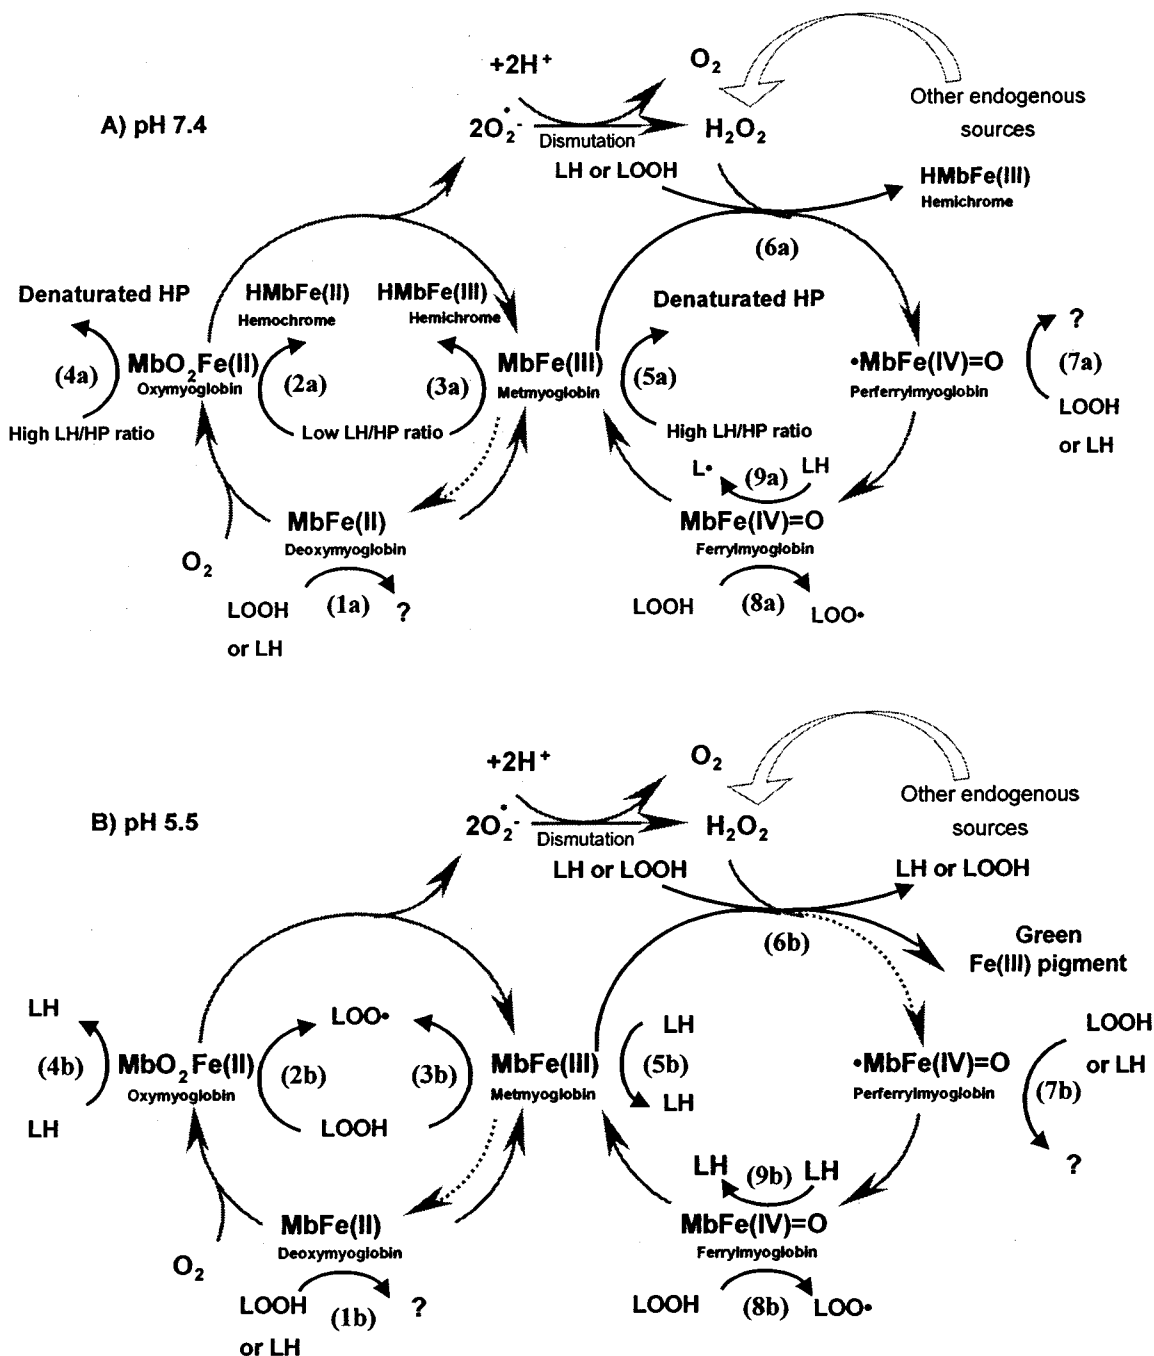 A) pH 7.4
+2H⁺
O₂
2O₂•⁻
Dismutation
H₂O₂
Other endogenous
sources
LH or LOOH
HMbFe(III)
Hemichrome
(6a)
Denaturated HP
HMbFe(II)
Hemochrome
HMbFe(III)
Hemichrome
Denaturated HP
(4a)
MbO₂Fe(II)
Oxymyoglobin
(2a)
(3a)
MbFe(III)
Metmyoglobin
(5a)
•MbFe(IV)=O
Perferrylmyoglobin
?
(7a)
LOOH
or LH
High LH/HP ratio
Low LH/HP ratio
High LH/HP ratio
L•
(9a)
LH
MbFe(II)
Deoxymyoglobin
MbFe(IV)=O
Ferrylmyoglobin
O₂
LOOH
or LH
(1a)
?
LOOH
(8a)
LOO•
B) pH 5.5
+2H⁺
O₂
2O₂•⁻
Dismutation
H₂O₂
Other endogenous
sources
LH or LOOH
LH or LOOH
(6b)
Green
Fe(III) pigment
LH
LOO•
LH
(4b)
MbO₂Fe(II)
Oxymyoglobin
(2b)
(3b)
MbFe(III)
Metmyoglobin
(5b)
LH
•MbFe(IV)=O
Perferrylmyoglobin
LOOH
or LH
(7b)
?
LH
LOOH
LH
(9b)
LH
MbFe(II)
Deoxymyoglobin
MbFe(IV)=O
Ferrylmyoglobin
O₂
LOOH
or LH
(1b)
?
LOOH
(8b)
LOO•